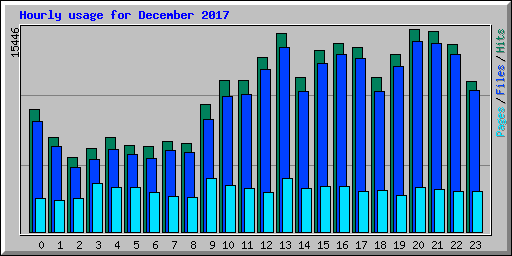 Hourly usage for December 2017
15446
Pages/Files/Hits
0 1 2 3 4 5 6 7 8 9 10 11 12 13 14 15 16 17 18 19 20 21 22 23